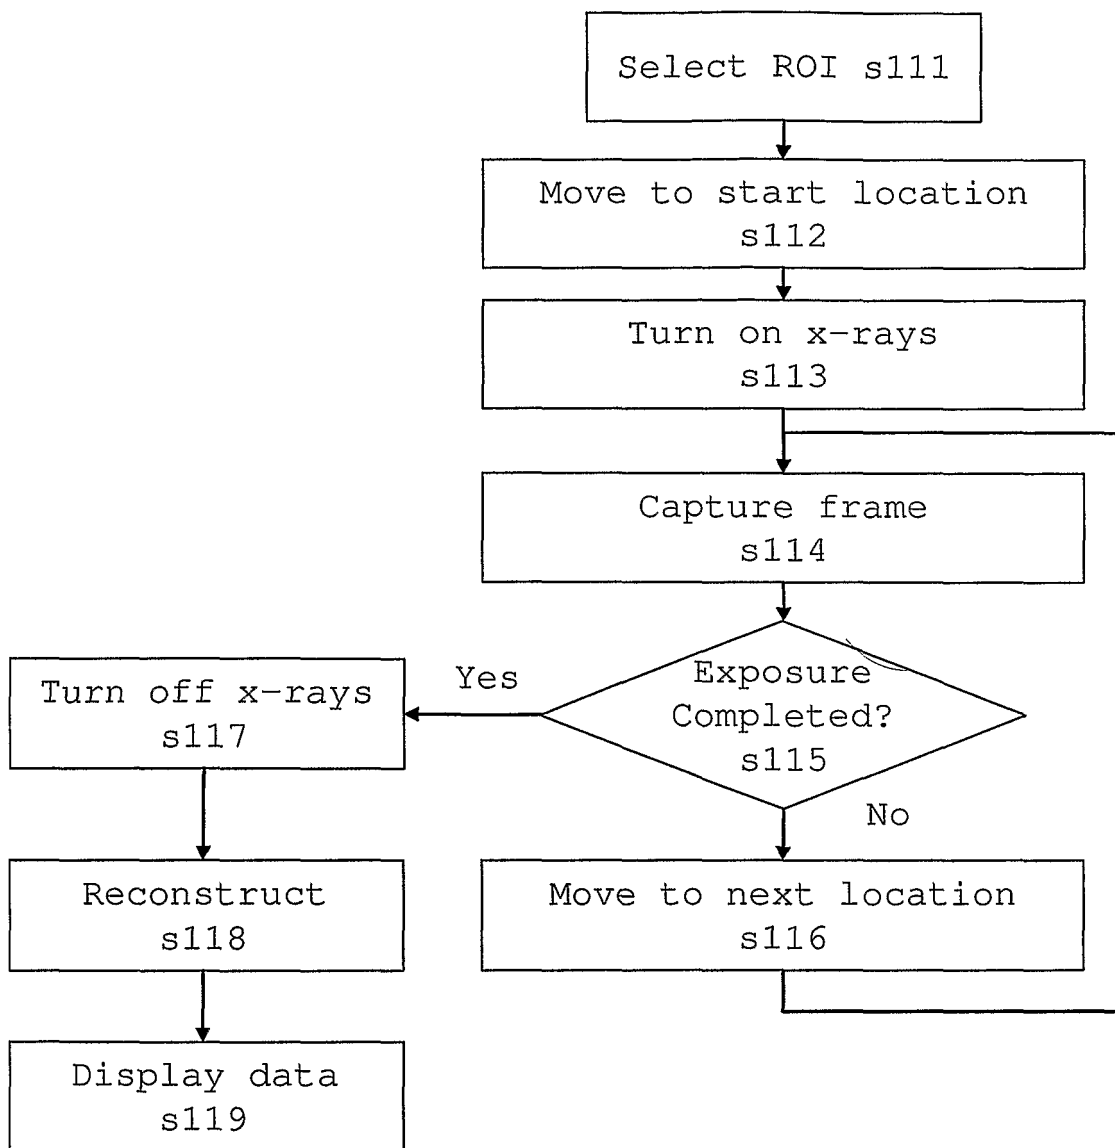 Select ROI s111
Move to start location
s112
Turn on x-rays
s113
Capture frame
s114
Exposure
Completed?
s115
Yes
No
Turn off x-rays
s117
Move to next location
s116
Reconstruct
s118
Display data
s119